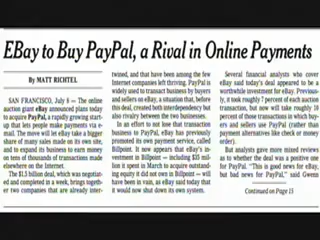 EBay to Buy PayPal, a Rival in Online Payments
By MATT RICHTEL
SAN FRANCISCO, July 8 — The online
auction giant eBay announced plans today
to acquire PayPal, a rapidly growing start-
up that lets people make payments via e-
mail. The move will let eBay take a bigger
share of many sales made on its own site,
and to expand its business to earn money
on tens of thousands of transactions made
elsewhere on the Internet.
The $1.5 billion deal, which was negotiat-
ed and completed in a week, brings togeth-
er two companies that are already inter-
twined, and that have been among the few
Internet companies left thriving. PayPal is
widely used to transact business by buyers
and sellers on eBay, a situation that, before
this deal, created both interdependency but
also rivalry between the two businesses.
In an effort to not lose that transaction
business to PayPal, eBay has previously
promoted its own payment service, called
Billpoint. It now appears that eBay's in-
vestment in Billpoint — including $35 mil-
lion it spent in March to acquire outstand-
ing equity it did not own in Billpoint — will
have been in vain, as eBay said today that
it would now shut down its own system.
Several financial analysts who cover
eBay said today's deal appeared to be a
worthwhile investment for eBay. Previous-
ly, it took roughly 7 percent of each auction
transaction, but now will take roughly 10
percent of those transactions in which buy-
ers and sellers use PayPal (rather than
payment alternatives like check or money
order).
But analysts gave more mixed reviews
as to whether the deal was a positive one
for PayPal. "This is good news for eBay,
but bad news for PayPal," said Gwenn
Continued on Page 15